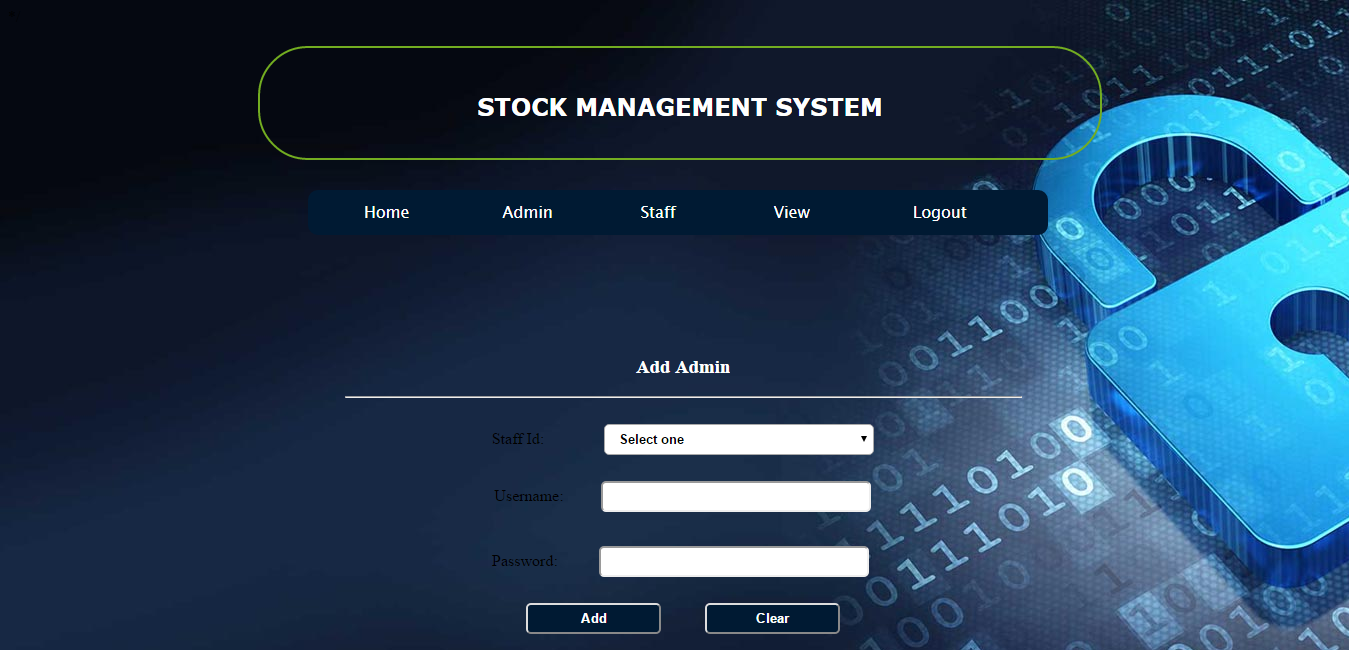 STOCK MANAGEMENT SYSTEM
Home Admin Staff View Logout
Add Admin
Staff Id: Select one
Username:
Password:
Add Clear